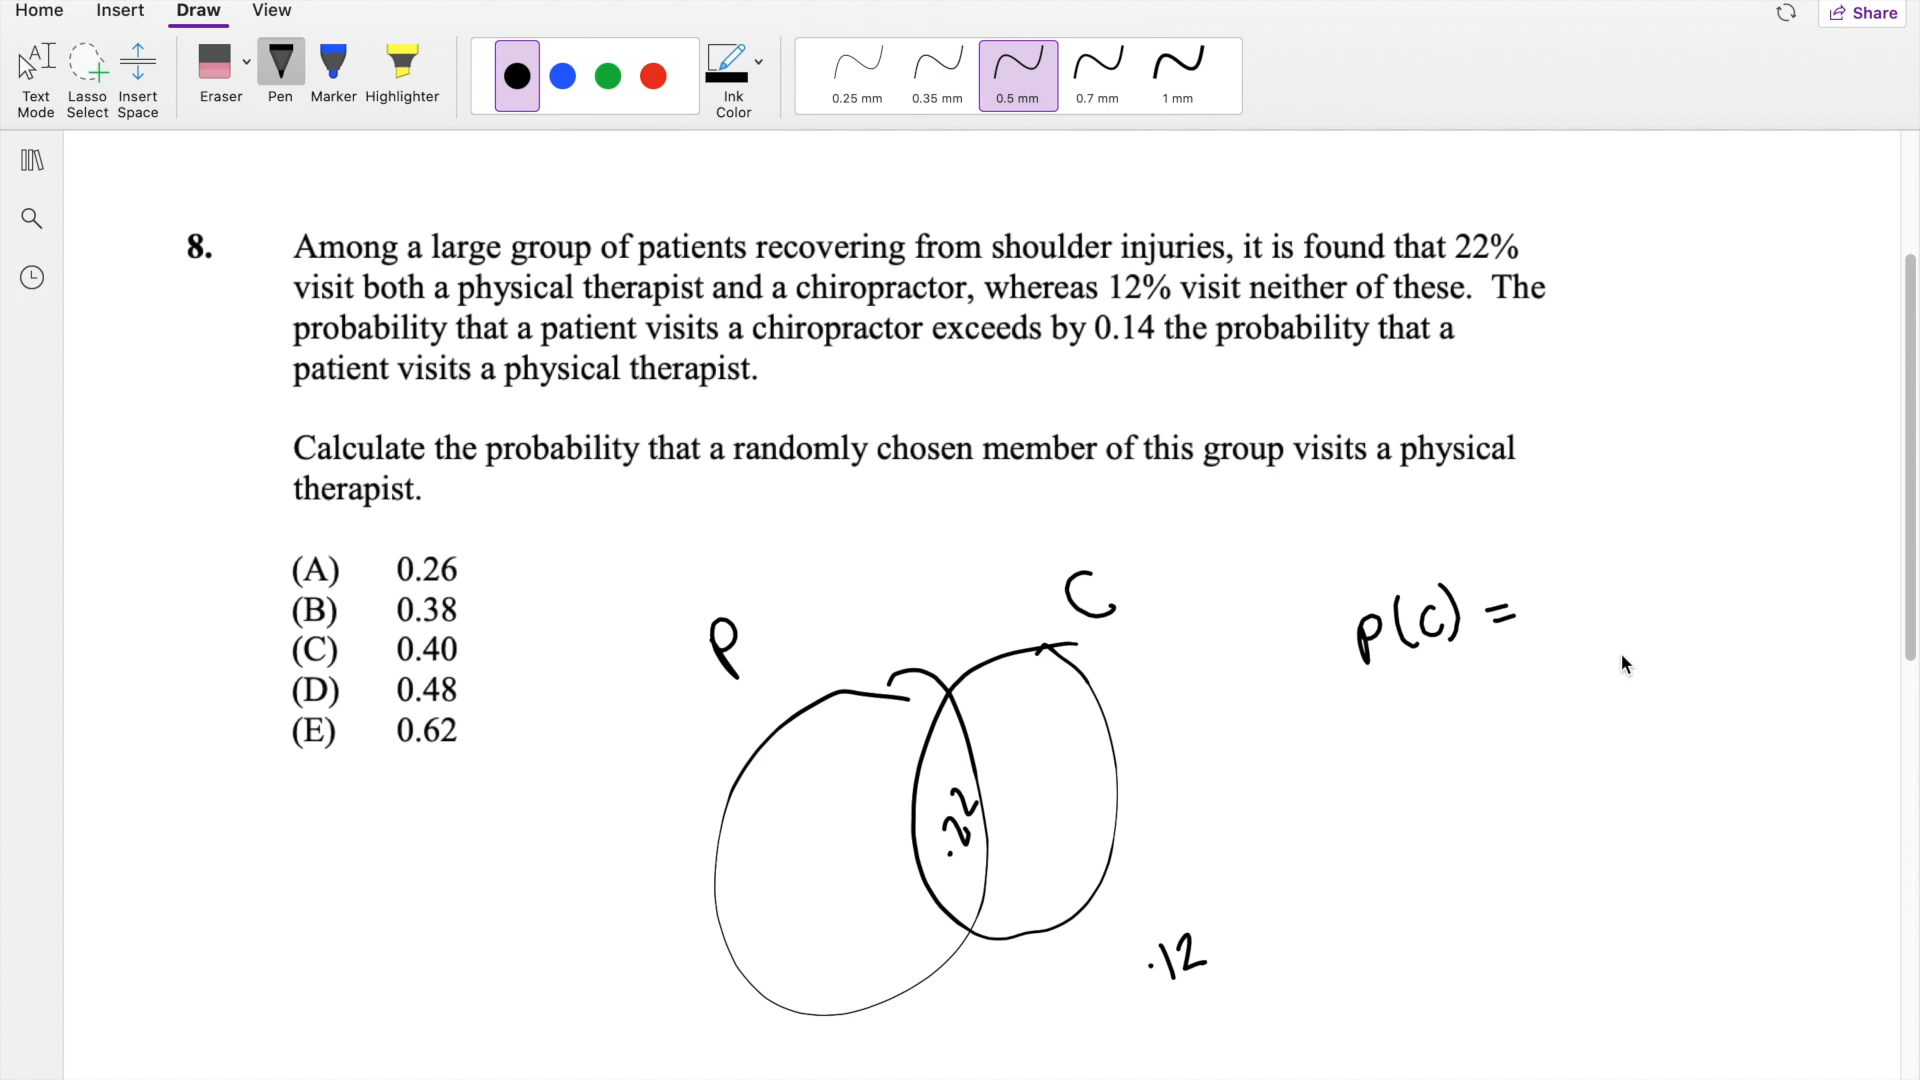 Home Insert Draw View
Share
Text Mode
Lasso Select
Insert Space
Eraser
Pen
Marker
Highlighter
Ink Color
0.25 mm
0.35 mm
0.5 mm
0.7 mm
1 mm
8. Among a large group of patients recovering from shoulder injuries, it is found that 22%
visit both a physical therapist and a chiropractor, whereas 12% visit neither of these. The
probability that a patient visits a chiropractor exceeds by 0.14 the probability that a
patient visits a physical therapist.
Calculate the probability that a randomly chosen member of this group visits a physical
therapist.
(A) 0.26
(B) 0.38
(C) 0.40
(D) 0.48
(E) 0.62
P
C
P(C) =
.22
.12